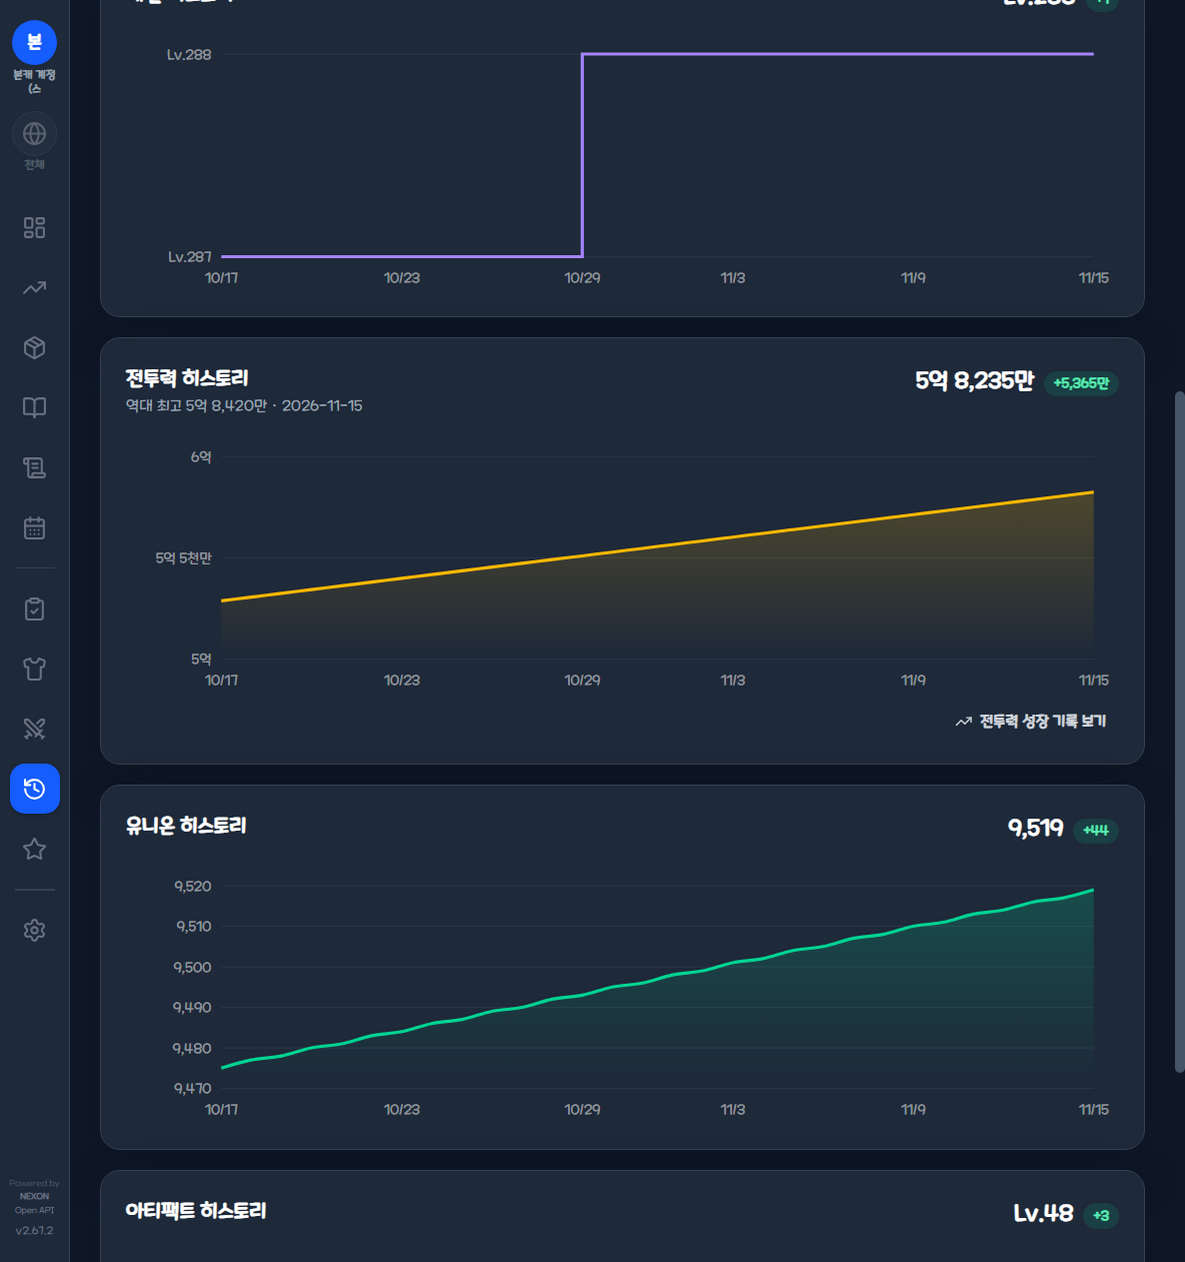 본
본캐 계정
(스
전체
Powered by
NEXON
Open API
v2.67.2
Lv.288
Lv.287
10/17 10/23 10/29 11/3 11/9 11/15
전투력 히스토리
5억 8,235만 +5,365만
역대 최고 5억 8,420만 · 2026-11-15
6억
5억 5천만
5억
10/17 10/23 10/29 11/3 11/9 11/15
전투력 성장 기록 보기
유니온 히스토리
9,519 +44
9,520
9,510
9,500
9,490
9,480
9,470
10/17 10/23 10/29 11/3 11/9 11/15
아티팩트 히스토리
Lv.48 +3